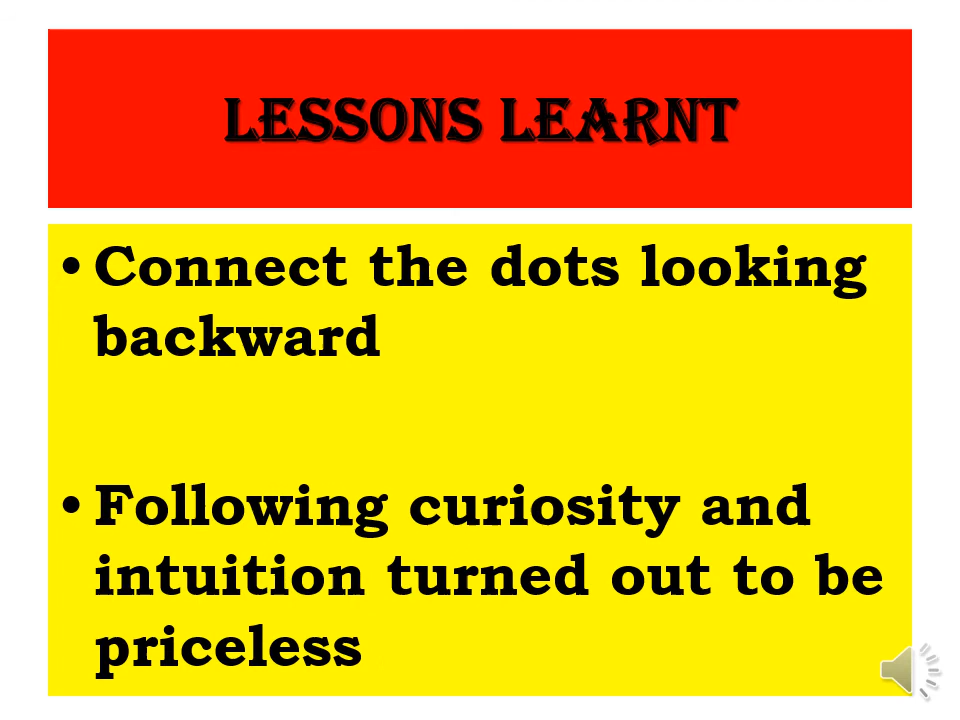 LESSONS LEARNT
• Connect the dots looking
backward
• Following curiosity and
intuition turned out to be
priceless